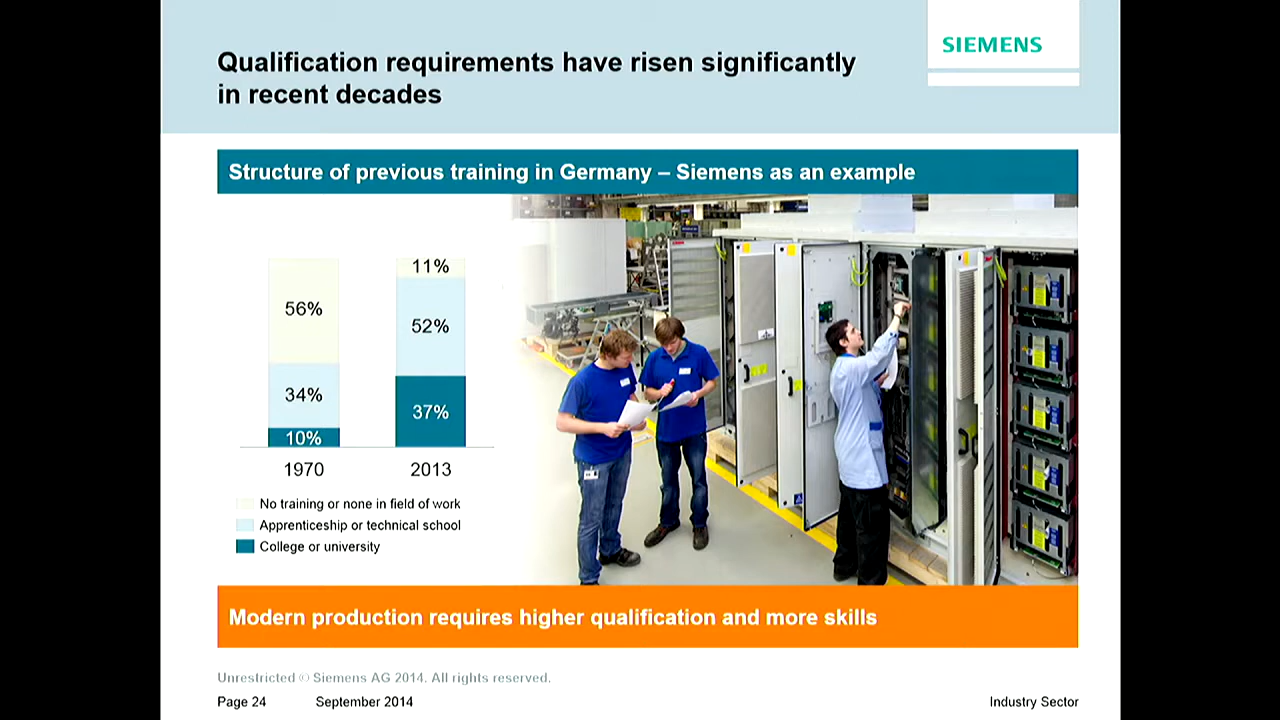 Qualification requirements have risen significantly
in recent decades
SIEMENS
Structure of previous training in Germany – Siemens as an example
56%
34%
10%
1970
11%
52%
37%
2013
No training or none in field of work
Apprenticeship or technical school
College or university
Modern production requires higher qualification and more skills
Unrestricted © Siemens AG 2014. All rights reserved.
Page 24
September 2014
Industry Sector